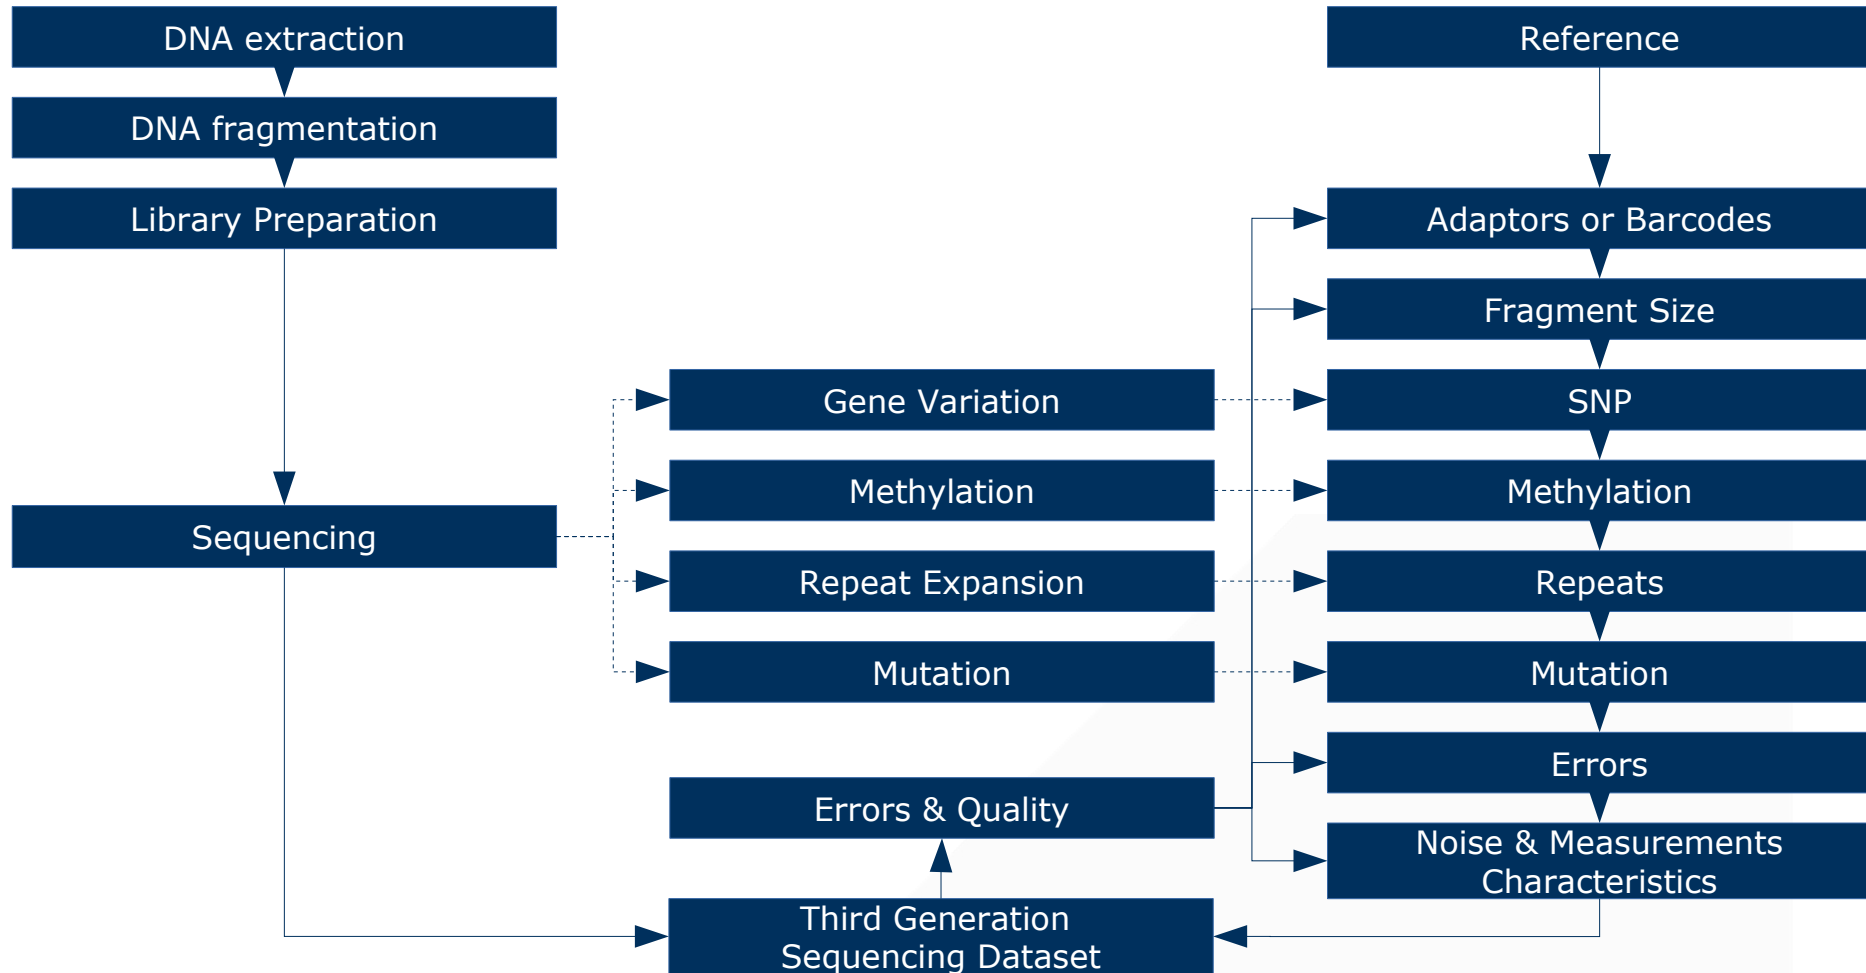 DNA extraction
Reference
DNA fragmentation
Library Preparation
Adaptors or Barcodes
Fragment Size
Gene Variation
SNP
Methylation
Methylation
Sequencing
Repeat Expansion
Repeats
Mutation
Mutation
Errors
Errors & Quality
Noise & Measurements
Characteristics
Third Generation
Sequencing Dataset